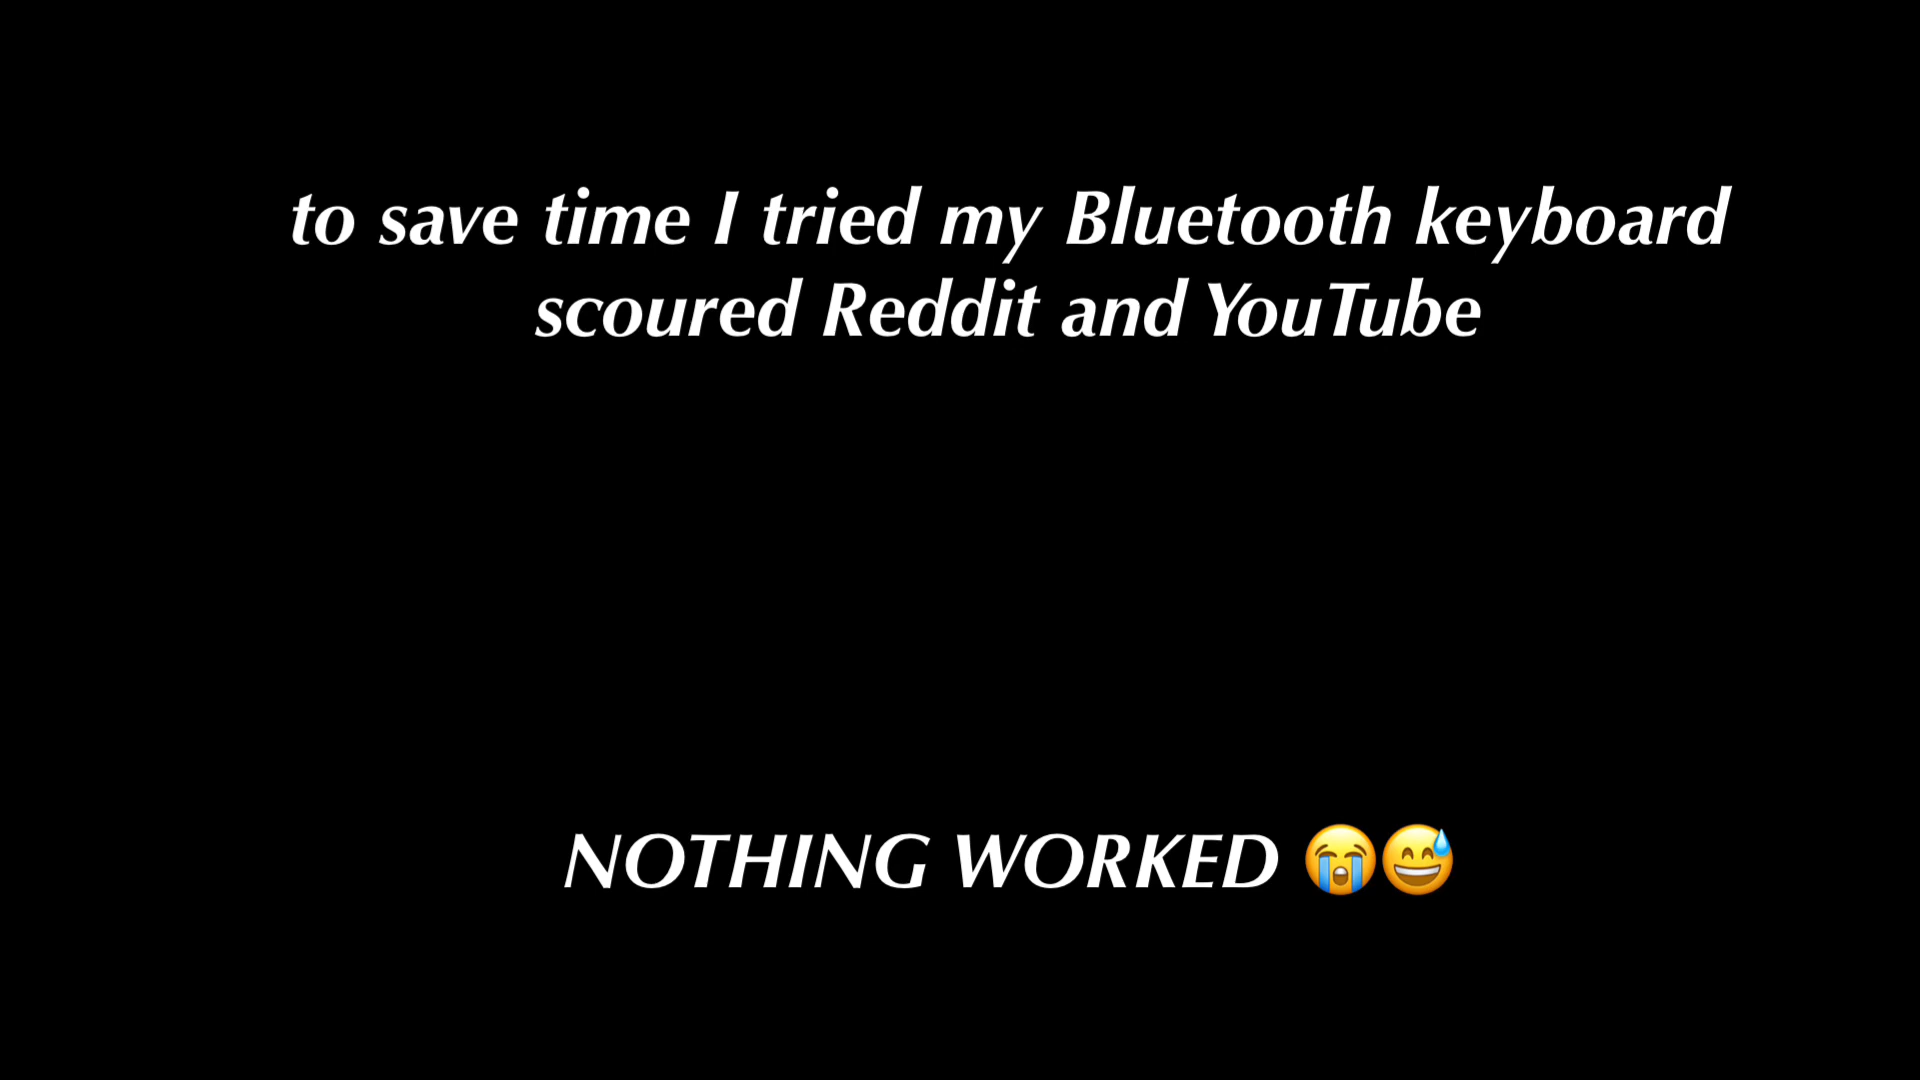 to save time I tried my Bluetooth keyboard
scoured Reddit and YouTube
NOTHING WORKED 😭😅